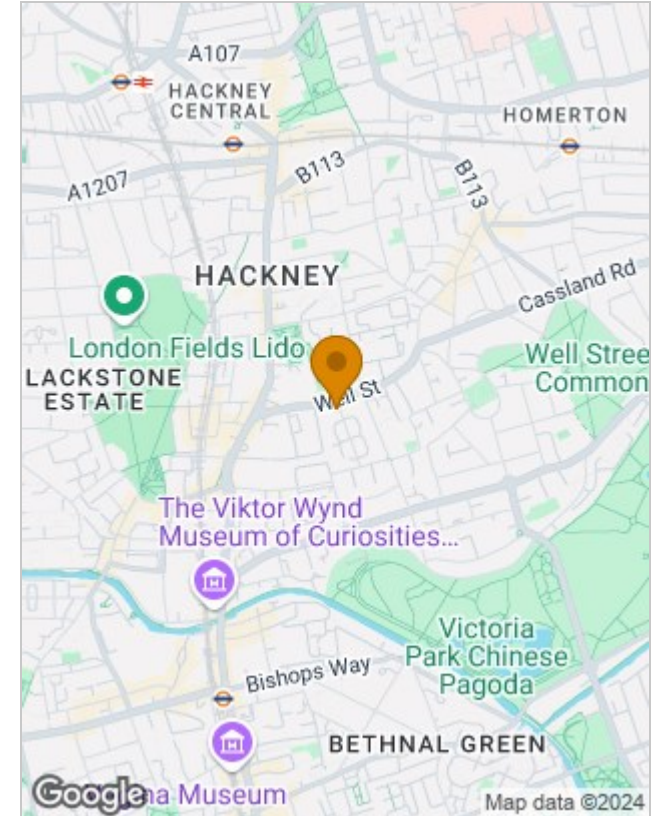 A107
HACKNEY
CENTRAL
HOMERTON
B113
B113
A1207
HACKNEY
Cassland Rd
London Fields Lido
LACKSTONE
ESTATE
Well Stree
Common
Well St
The Viktor Wynd
Museum of Curiosities...
Victoria
Park Chinese
Pagoda
Bishops Way
BETHNAL GREEN
Google
na Museum
Map data ©2024